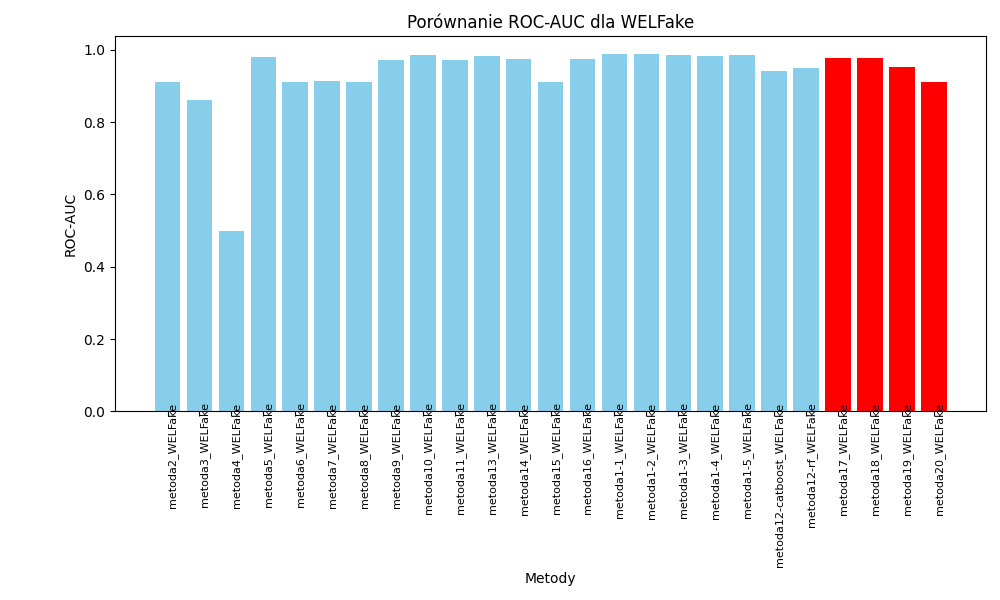 Porównanie ROC-AUC dla WELFake
ROC-AUC
1.0
0.8
0.6
0.4
0.2
0.0
metoda2_WELFake
metoda3_WELFake
metoda4_WELFake
metoda5_WELFake
metoda6_WELFake
metoda7_WELFake
metoda8_WELFake
metoda9_WELFake
metoda10_WELFake
metoda11_WELFake
metoda13_WELFake
metoda14_WELFake
metoda15_WELFake
metoda16_WELFake
metoda1-1_WELFake
metoda1-2_WELFake
metoda1-3_WELFake
metoda1-4_WELFake
metoda1-5_WELFake
metoda12-catboost_WELFake
metoda12-rf_WELFake
metoda17_WELFake
metoda18_WELFake
metoda19_WELFake
metoda20_WELFake
Metody